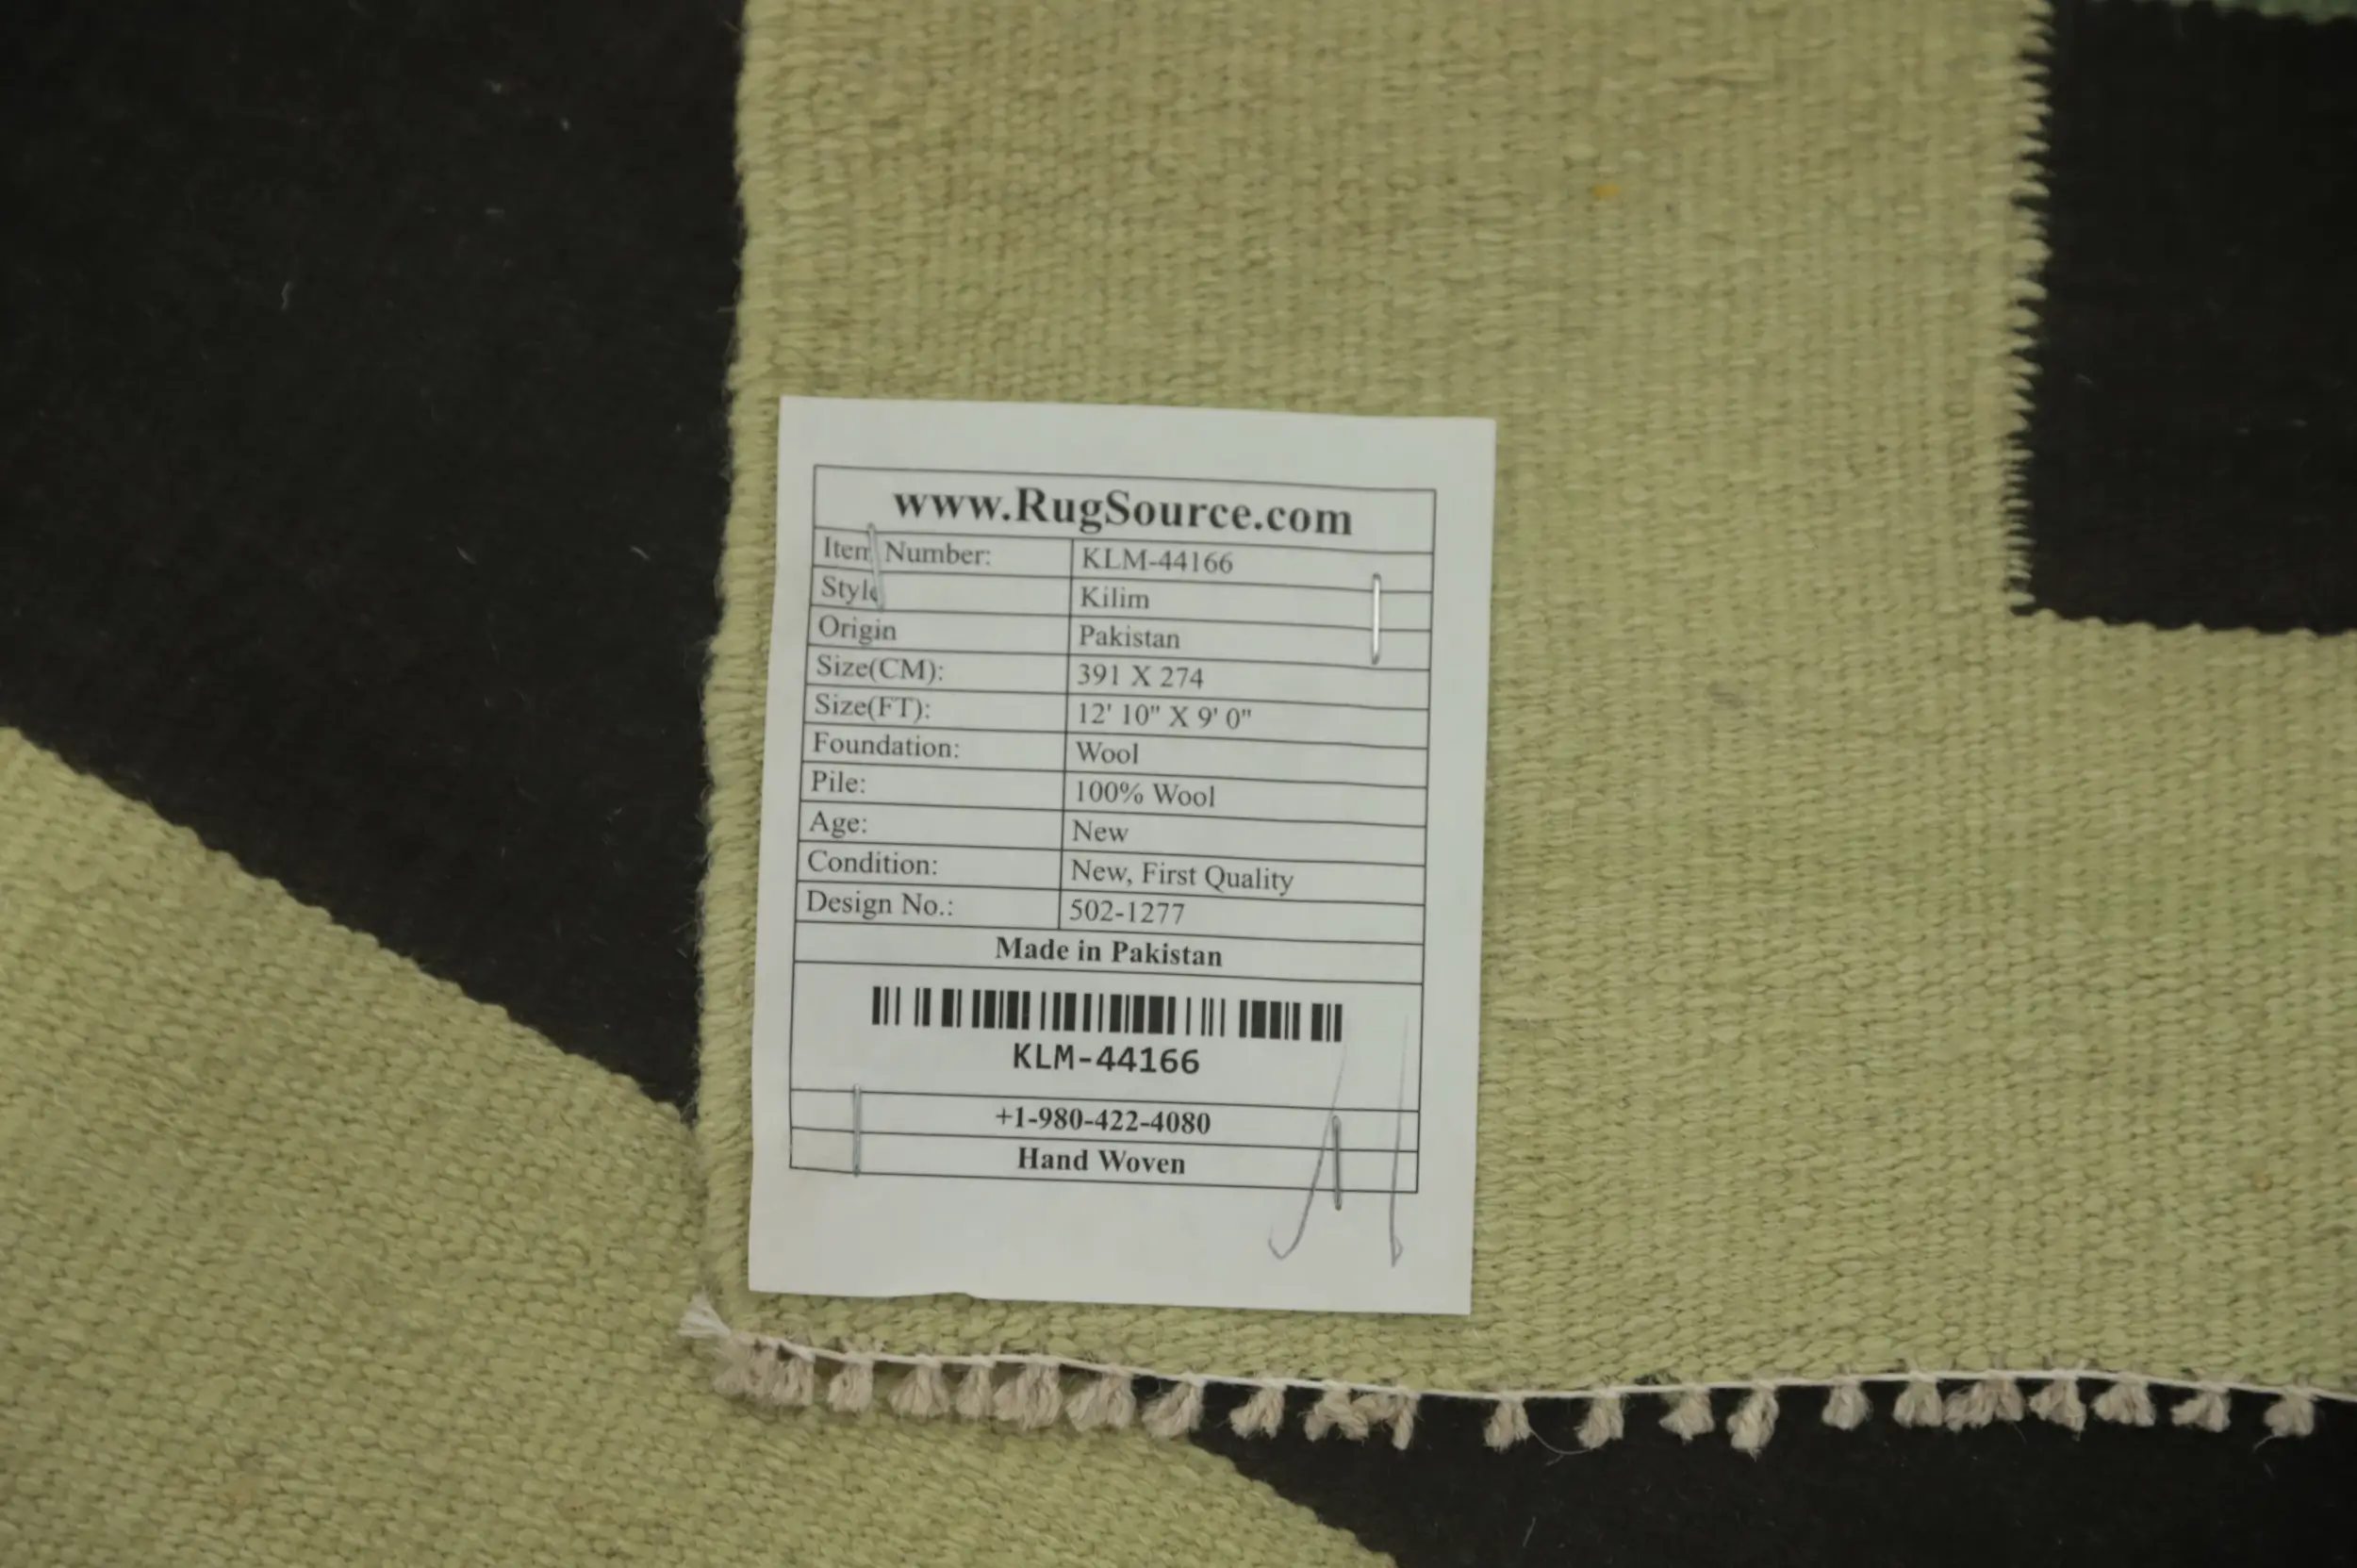 www.RugSource.com
Item Number: KLM-44166
Style Kilim
Origin Pakistan
Size(CM): 391 X 274
Size(FT): 12' 10" X 9' 0"
Foundation: Wool
Pile: 100% Wool
Age: New
Condition: New, First Quality
Design No.: 502-1277
Made in Pakistan
KLM-44166
+1-980-422-4080
Hand Woven